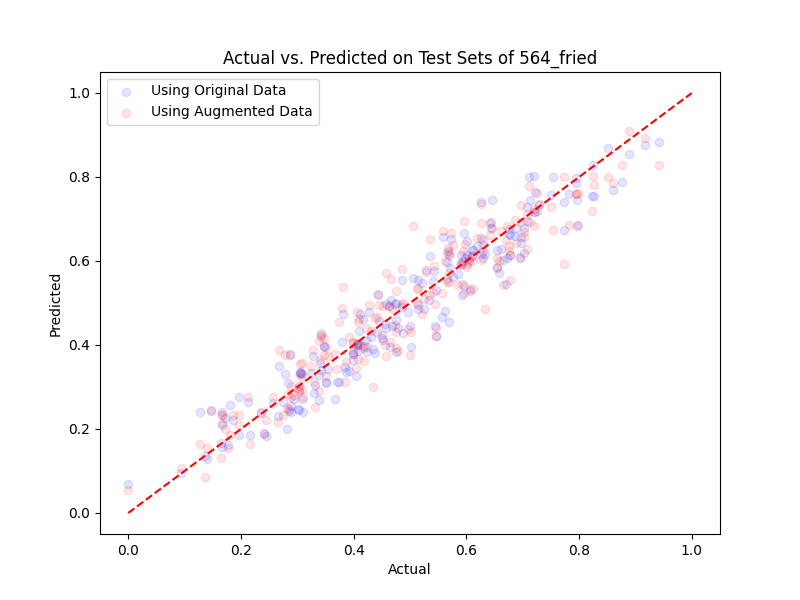 Actual vs. Predicted on Test Sets of 564_fried
Using Original Data
Using Augmented Data
1.0
0.8
0.6
0.4
0.2
0.0
Predicted
0.0 0.2 0.4 0.6 0.8 1.0
Actual